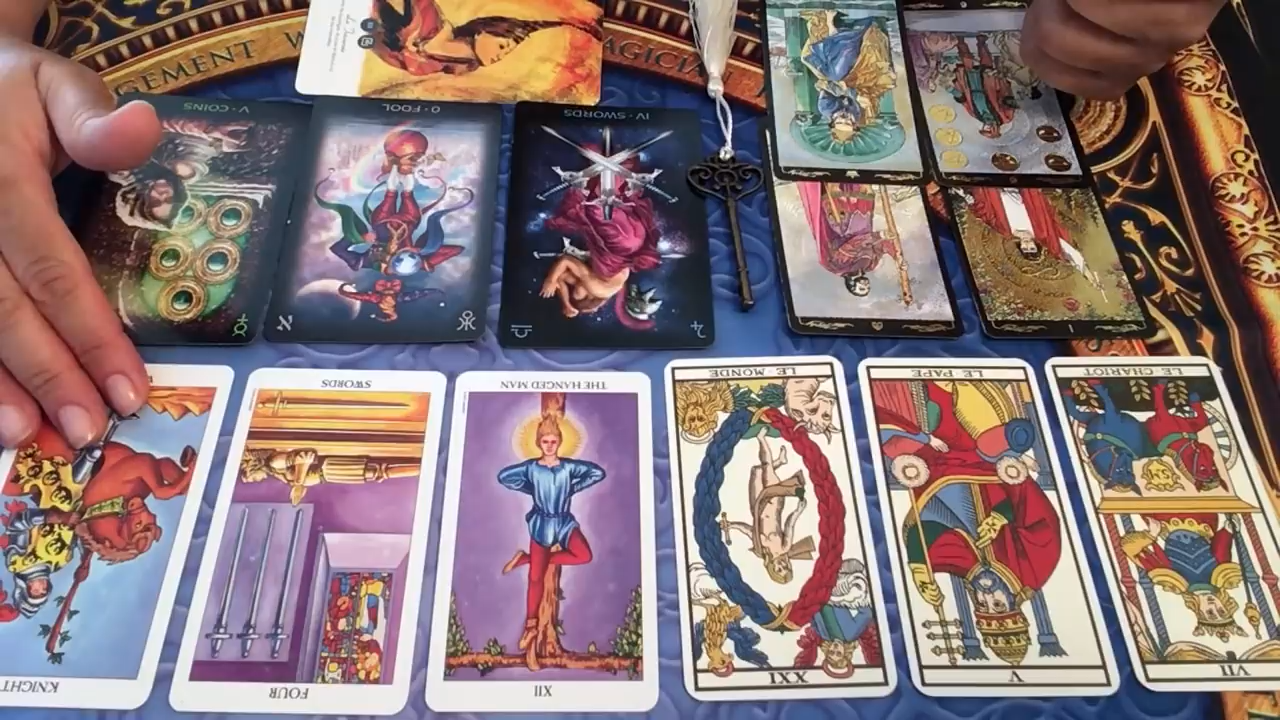 GEMENT
MAGICIAN
V · COINS
0 · FOOL
IV · SWORDS
I
SWORDS
THE HANGED MAN
LE MONDE
LE PAPE
LE CHARIOT
KNIGHT
FOUR
XII
XXI
V
VII